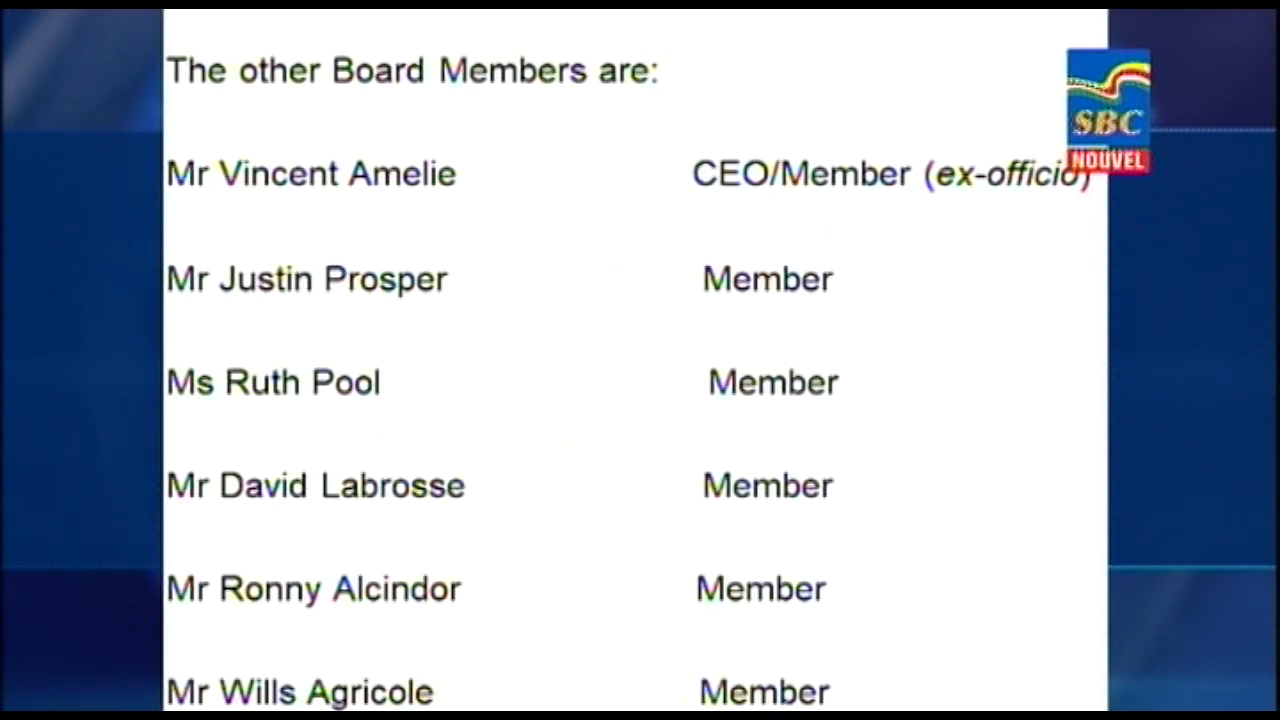 The other Board Members are:
SBC
NOUVEL
Mr Vincent Amelie CEO/Member (ex-officio)
Mr Justin Prosper Member
Ms Ruth Pool Member
Mr David Labrosse Member
Mr Ronny Alcindor Member
Mr Wills Agricole Member